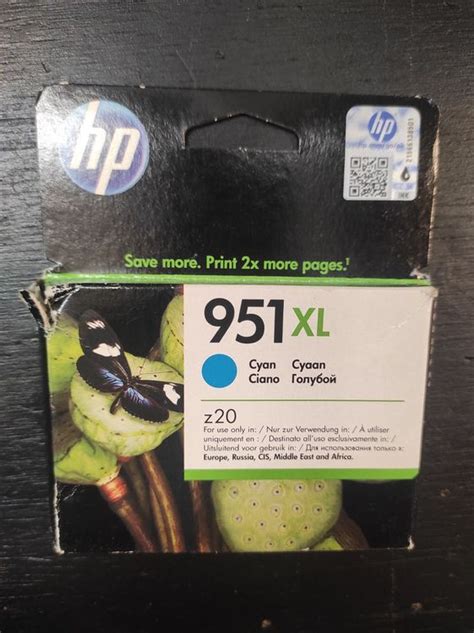 hp
hp
Save more. Print 2x more pages.¹
951XL
Cyan Cyaan
Ciano Голубой
z20
For use only in: / Nur zur Verwendung in: / À utiliser
uniquement en : / Destinato all'uso esclusivamente in: /
Uitsluitend voor gebruik in: / Для использования только в:
Europe, Russia, CIS, Middle East and Africa.